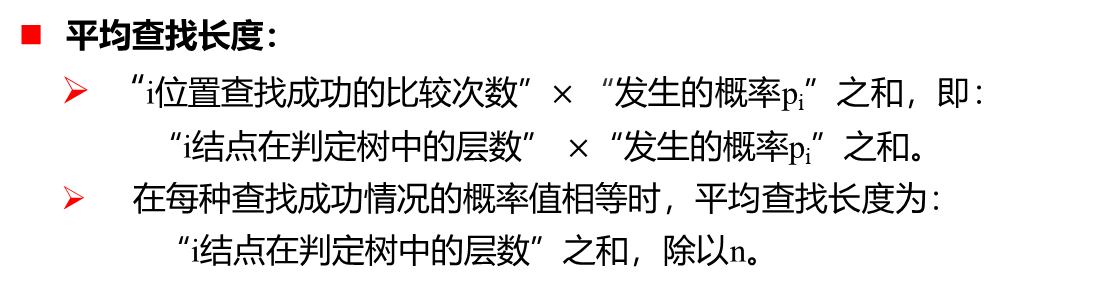 ■ 平均查找长度：
➢ “i位置查找成功的比较次数”× “发生的概率pᵢ”之和，即：
“i结点在判定树中的层数” ×“发生的概率pᵢ”之和。
➢ 在每种查找成功情况的概率值相等时，平均查找长度为：
“i结点在判定树中的层数”之和，除以n。